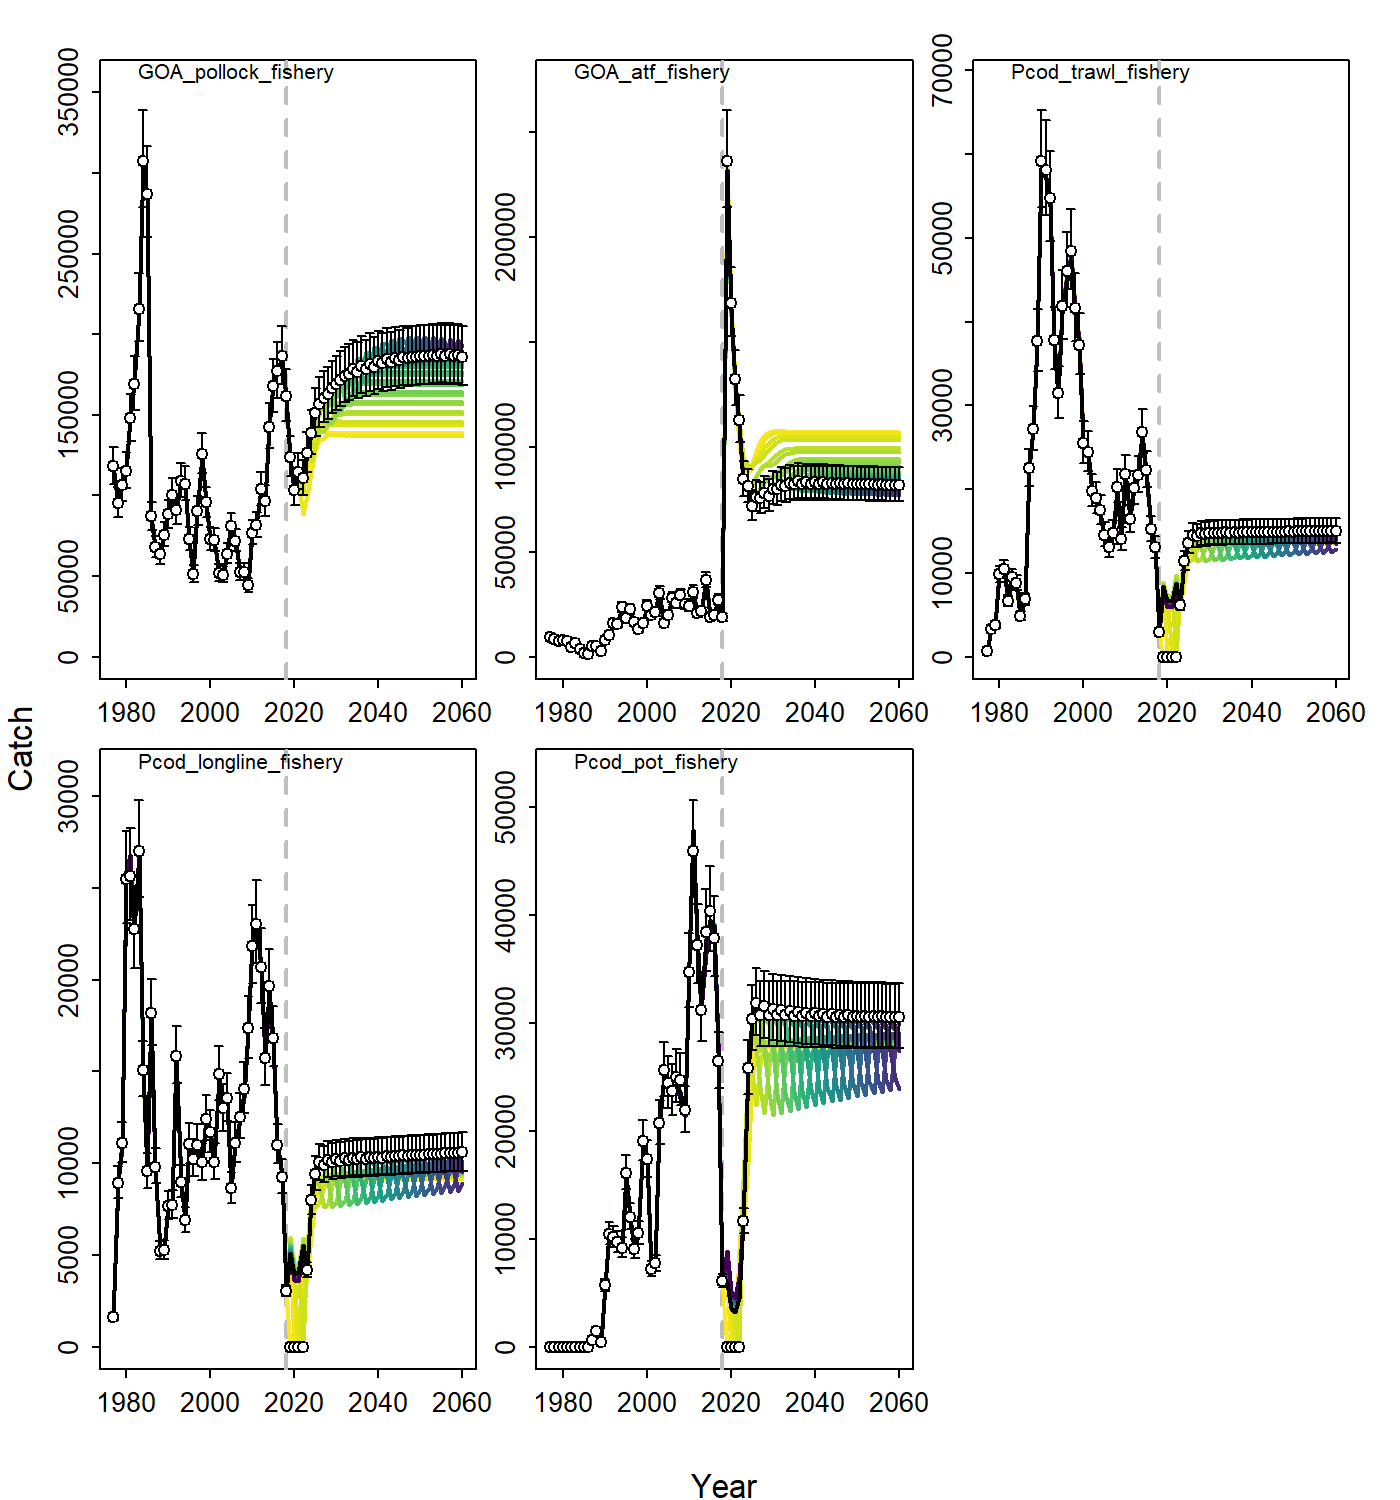 GOA_pollock_fishery
0 50000 150000 250000 350000
1980 2000 2020 2040 2060
GOA_atf_fishery
0 50000 100000 200000
1980 2000 2020 2040 2060
Pcod_trawl_fishery
0 10000 30000 50000 70000
1980 2000 2020 2040 2060
Catch
Pcod_longline_fishery
0 5000 10000 20000 30000
1980 2000 2020 2040 2060
Pcod_pot_fishery
0 10000 20000 30000 40000 50000
1980 2000 2020 2040 2060
Year